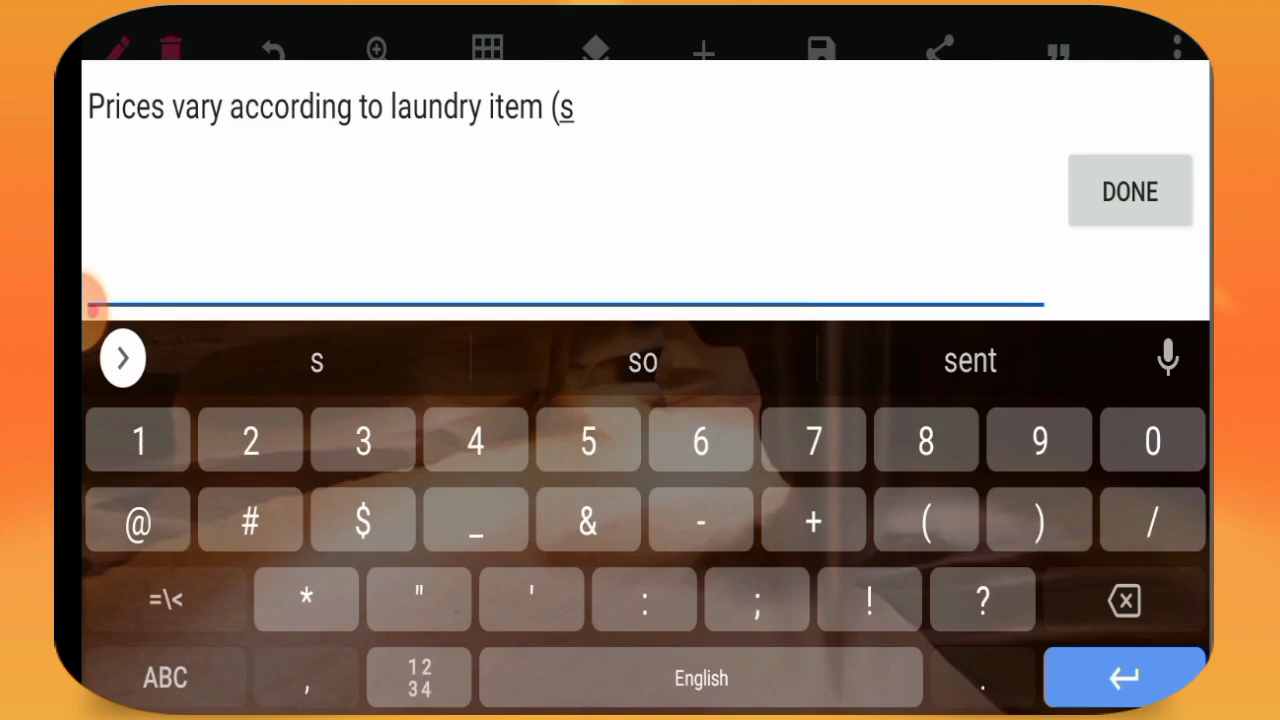 Prices vary according to laundry item (s
DONE
s so sent
1 2 3 4 5 6 7 8 9 0
@ # $ _ & - + ( ) /
=\< * " ' : ; ! ?
ABC , 12 34 English .